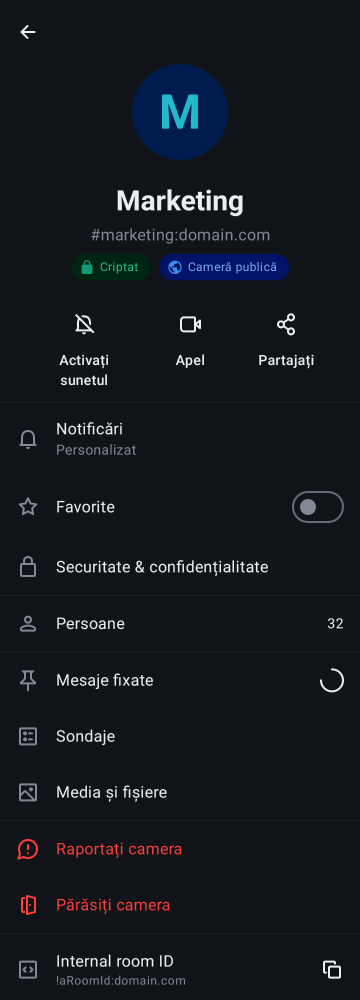 M
Marketing
#marketing:domain.com
Criptat
Cameră publică
Activați
sunetul
Apel
Partajați
Notificări
Personalizat
Favorite
Securitate & confidențialitate
Persoane
32
Mesaje fixate
Sondaje
Media și fișiere
Raportați camera
Părăsiți camera
Internal room ID
!aRoomId:domain.com